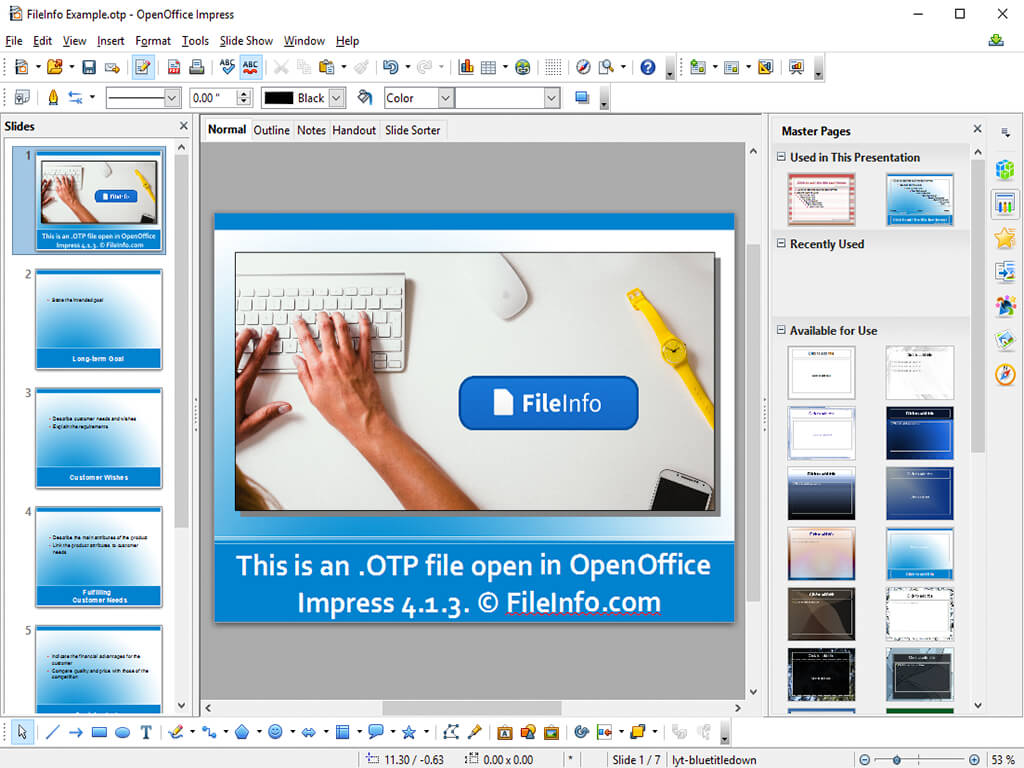 FileInfo Example.otp - OpenOffice Impress
File Edit View Insert Format Tools Slide Show Window Help
ABC ABC
0.00 " Black Color
Slides
1
FileInfo
This is an .OTP file open in OpenOffice
Impress 4.1.3. © FileInfo.com
2
State the intended goal
Long-term Goal
3
Describe customer needs and wishes
Explain the requirements
Customer Wishes
4
Describe the main attributes of the product
Link the product attributes to customer
needs
Fulfilling
Customer Needs
5
Indicate the financial advantages for the
customer
Compare quality and price with those of the
competition
Normal Outline Notes Handout Slide Sorter
FileInfo
This is an .OTP file open in OpenOffice
Impress 4.1.3. © FileInfo.com
Master Pages
Used in This Presentation
Recently Used
Available for Use
11.30 / -0.63 0.00 x 0.00 * Slide 1 / 7 lyt-bluetitledown 53 %